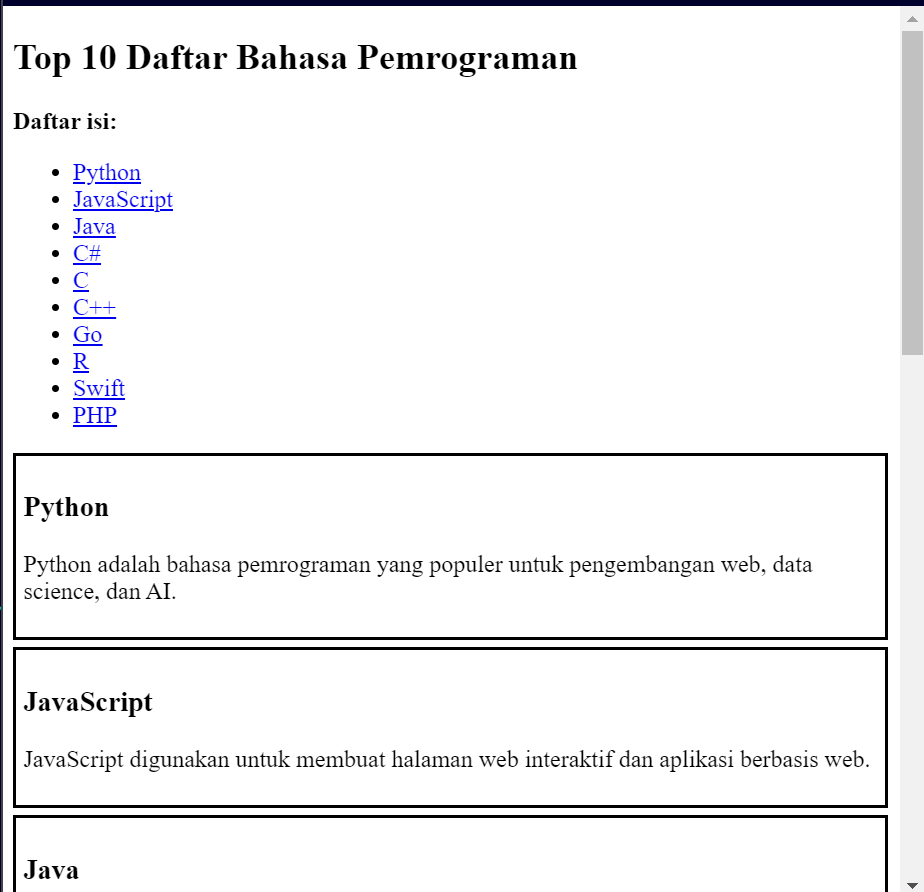 Top 10 Daftar Bahasa Pemrograman
Daftar isi:
Python
JavaScript
Java
C#
C
C++
Go
R
Swift
PHP
Python
Python adalah bahasa pemrograman yang populer untuk pengembangan web, data
science, dan AI.
JavaScript
JavaScript digunakan untuk membuat halaman web interaktif dan aplikasi berbasis web.
Java